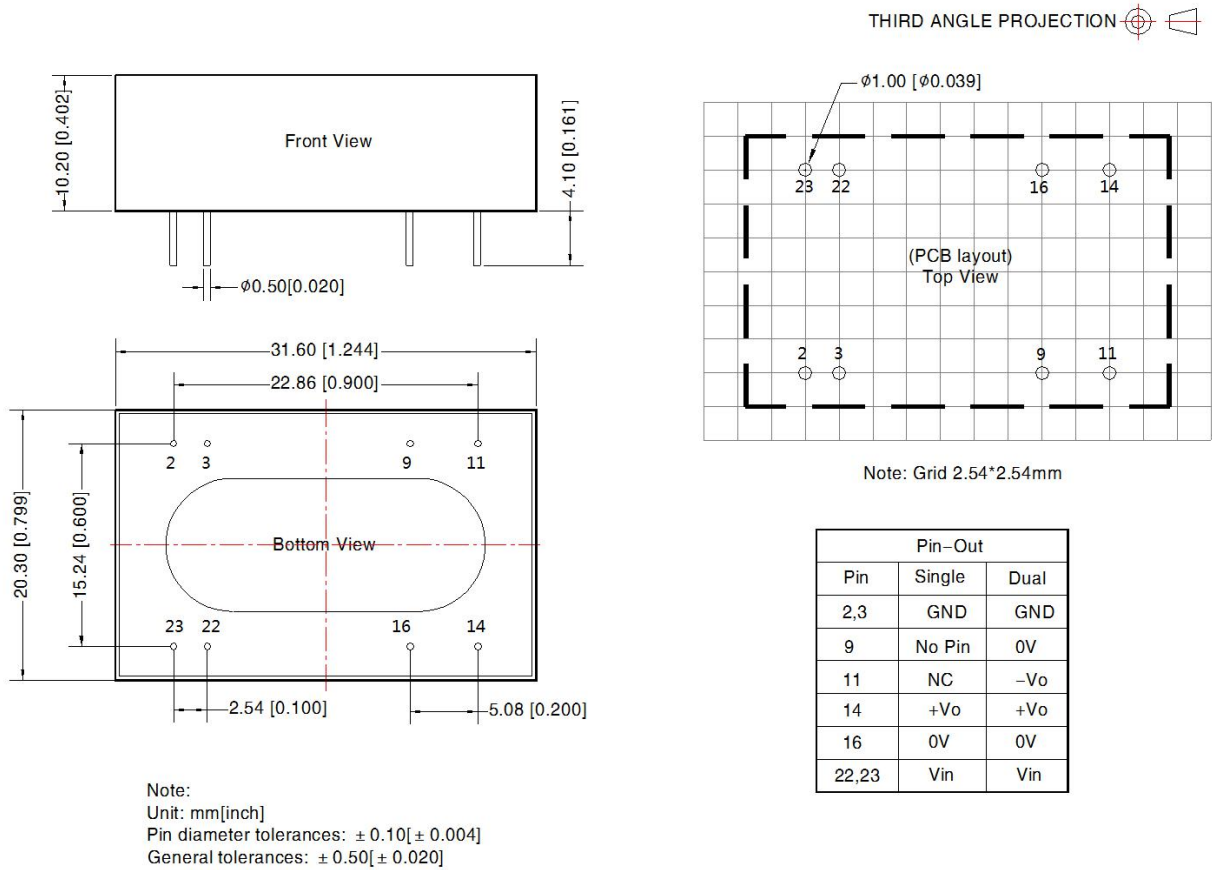 THIRD ANGLE PROJECTION
10.20 [0.402]
Front View
4.10 [0.161]
ϕ0.50[0.020]
31.60 [1.244]
22.86 [0.900]
2 3 9 11
20.30 [0.799]
15.24 [0.600]
Bottom View
23 22 16 14
2.54 [0.100]
5.08 [0.200]
Note:
Unit: mm[inch]
Pin diameter tolerances: ± 0.10[± 0.004]
General tolerances: ± 0.50[± 0.020]
ϕ1.00 [ϕ0.039]
23 22 16 14
(PCB layout)
Top View
2 3 9 11
Note: Grid 2.54*2.54mm
Pin-Out
Pin Single Dual
2,3 GND GND
9 No Pin 0V
11 NC −Vo
14 +Vo +Vo
16 0V 0V
22,23 Vin Vin